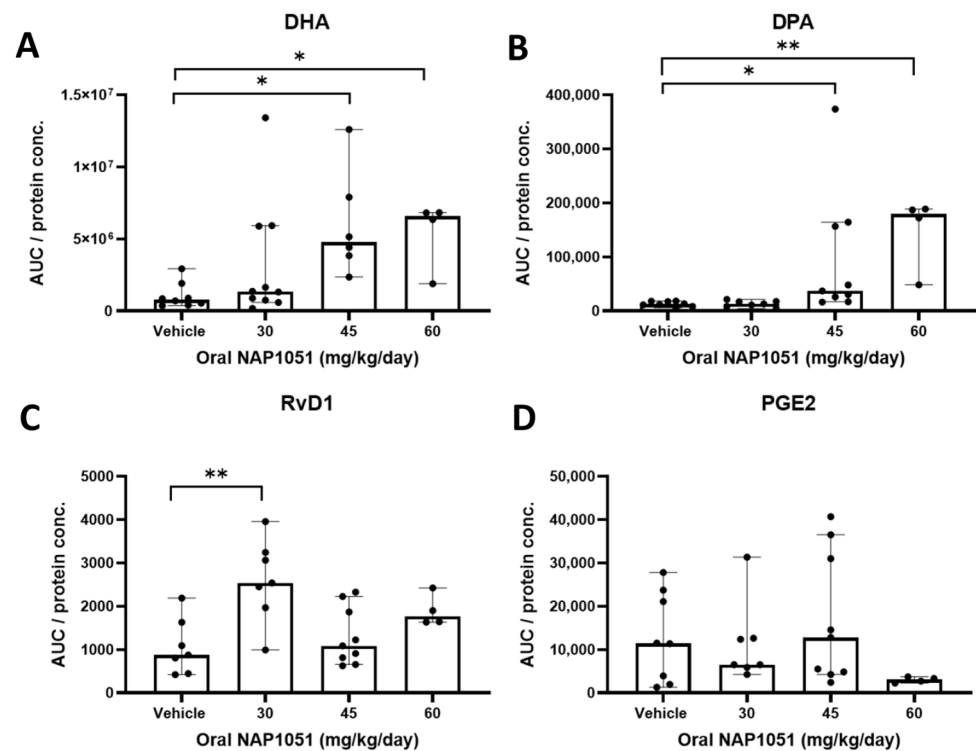 A
DHA
*
*
AUC / protein conc.
1.5×10⁷
1×10⁷
5×10⁶
0
Vehicle 30 45 60
Oral NAP1051 (mg/kg/day)
B
DPA
**
*
AUC / protein conc.
400,000
300,000
200,000
100,000
0
Vehicle 30 45 60
Oral NAP1051 (mg/kg/day)
C
RvD1
**
AUC / protein conc.
5000
4000
3000
2000
1000
0
Vehicle 30 45 60
Oral NAP1051 (mg/kg/day)
D
PGE2
AUC / protein conc.
50,000
40,000
30,000
20,000
10,000
0
Vehicle 30 45 60
Oral NAP1051 (mg/kg/day)